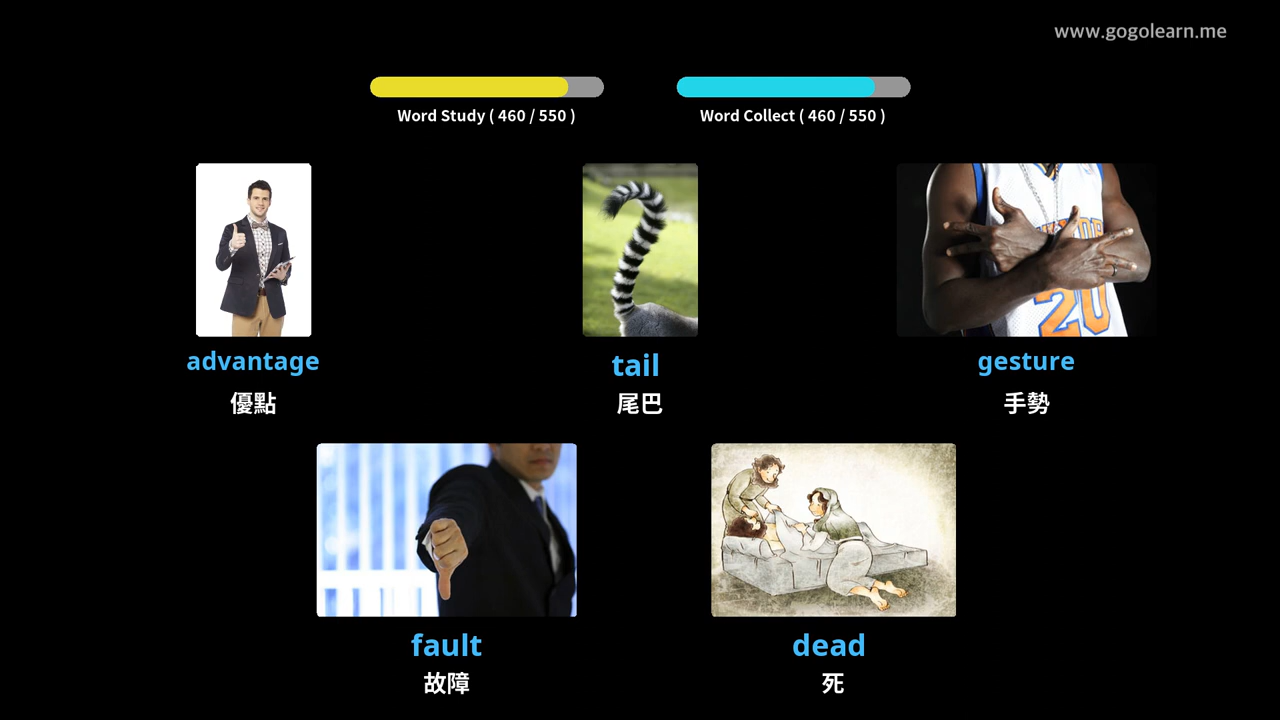 www.gogolearn.me
Word Study ( 460 / 550 )
Word Collect ( 460 / 550 )
20
advantage
tail
gesture
優點
尾巴
手勢
fault
dead
故障
死